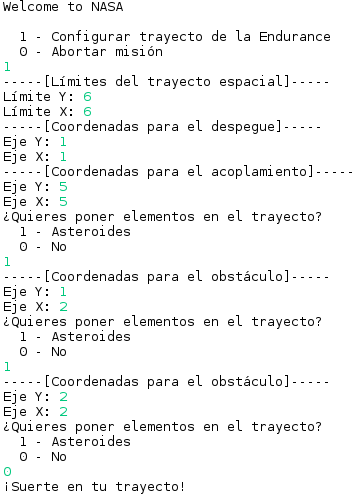 Welcome to NASA
1 - Configurar trayecto de la Endurance
0 - Abortar misión
1
-----[Límites del trayecto espacial]-----
Límite Y: 6
Límite X: 6
-----[Coordenadas para el despegue]-----
Eje Y: 1
Eje X: 1
-----[Coordenadas para el acoplamiento]-----
Eje Y: 5
Eje X: 5
¿Quieres poner elementos en el trayecto?
1 - Asteroides
0 - No
1
-----[Coordenadas para el obstáculo]-----
Eje Y: 1
Eje X: 2
¿Quieres poner elementos en el trayecto?
1 - Asteroides
0 - No
1
-----[Coordenadas para el obstáculo]-----
Eje Y: 2
Eje X: 2
¿Quieres poner elementos en el trayecto?
1 - Asteroides
0 - No
0
¡Suerte en tu trayecto!